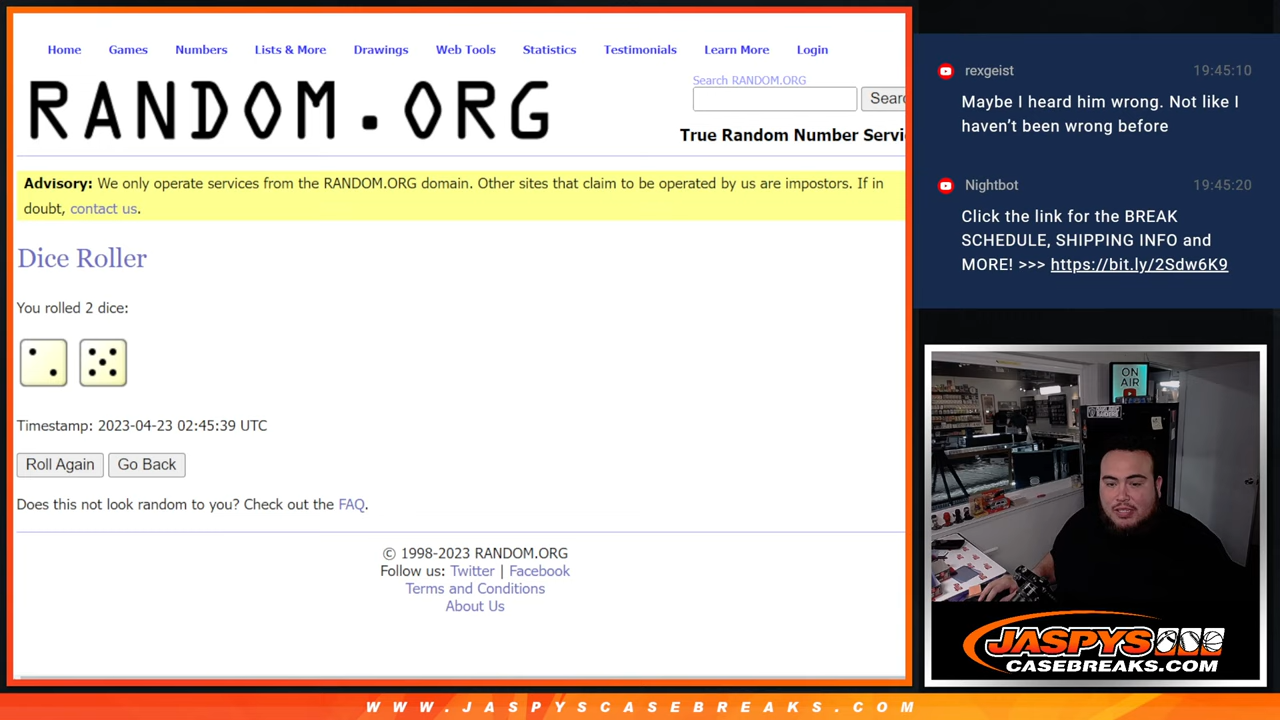 Home Games Numbers Lists & More Drawings Web Tools Statistics Testimonials Learn More Login
RANDOM.ORG
Search RANDOM.ORG
Sear
True Random Number Servi
Advisory: We only operate services from the RANDOM.ORG domain. Other sites that claim to be operated by us are impostors. If in
doubt, contact us.
Dice Roller
You rolled 2 dice:
Timestamp: 2023-04-23 02:45:39 UTC
Roll Again Go Back
Does this not look random to you? Check out the FAQ.
© 1998-2023 RANDOM.ORG
Follow us: Twitter | Facebook
Terms and Conditions
About Us
rexgeist 19:45:10
Maybe I heard him wrong. Not like I
haven’t been wrong before
Nightbot 19:45:20
Click the link for the BREAK
SCHEDULE, SHIPPING INFO and
MORE! >>> https://bit.ly/2Sdw6K9
ON
AIR
JASPYS
CASEBREAKS.COM
WWW.JASPYSCASEBREAKS.COM